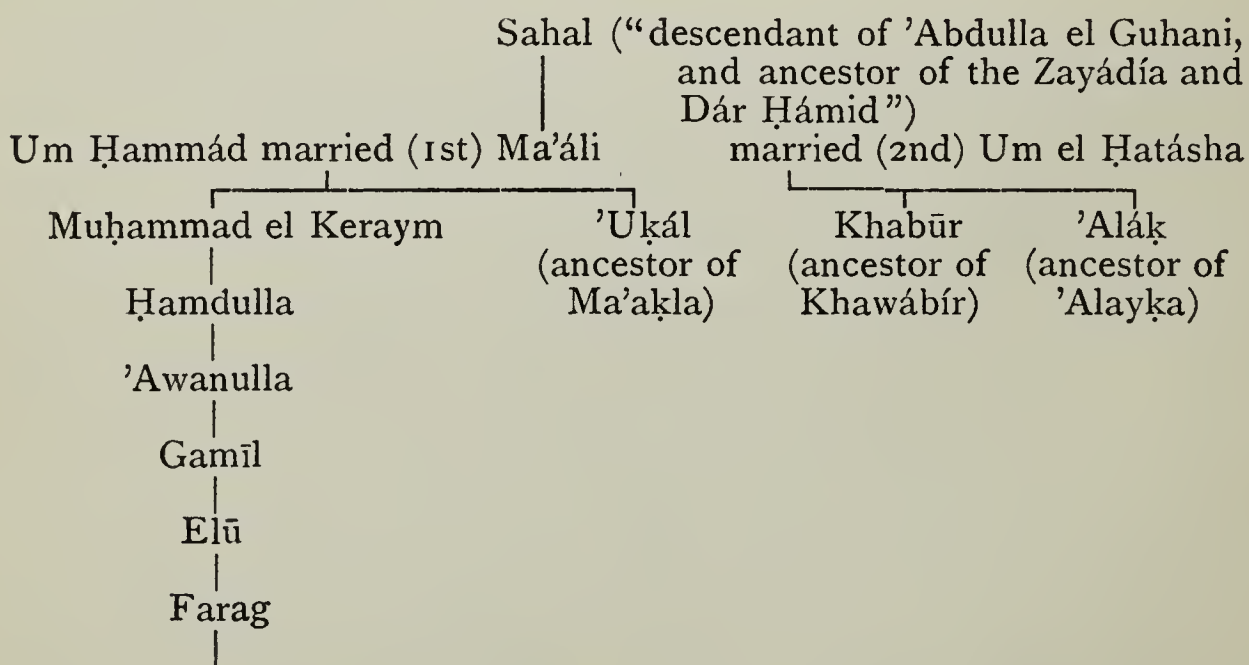 Sahal (“descendant of ’Abdulla el Guhani,
and ancestor of the Zayádía and
Dár Ḥámid”)
Um Ḥammád married (1st) Ma’áli married (2nd) Um el Ḥatásha
Muḥammad el Keraym ’Uḳál Khabūr ’Aláḳ
(ancestor of (ancestor of (ancestor of
Ma’aḳla) Khawábír) ’Alayḳa)
Ḥamdulla
’Awanulla
Gamīl
Elū
Farag